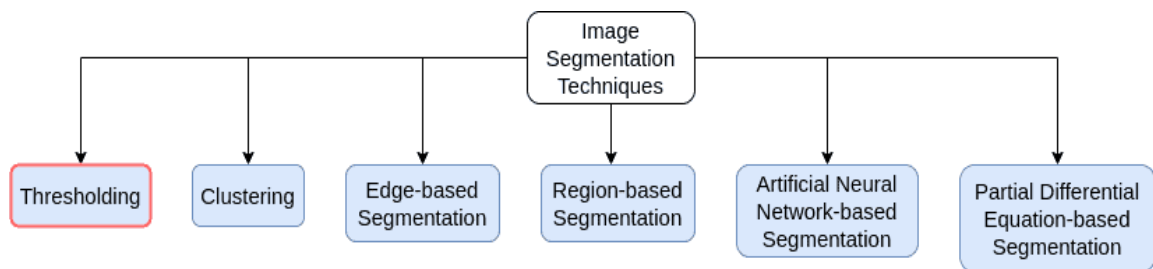 Image
Segmentation
Techniques
Thresholding
Clustering
Edge-based
Segmentation
Region-based
Segmentation
Artificial Neural
Network-based
Segmentation
Partial Differential
Equation-based
Segmentation